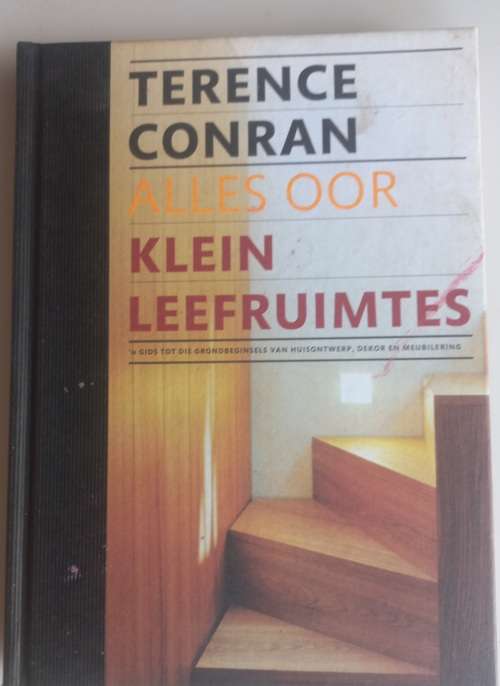 TERENCE
CONRAN
ALLES OOR
KLEIN
LEEFRUIMTES
'n GIDS TOT DIE GRONDBEGINSELS VAN HUISONTWERP, DEKOR EN MEUBILERING